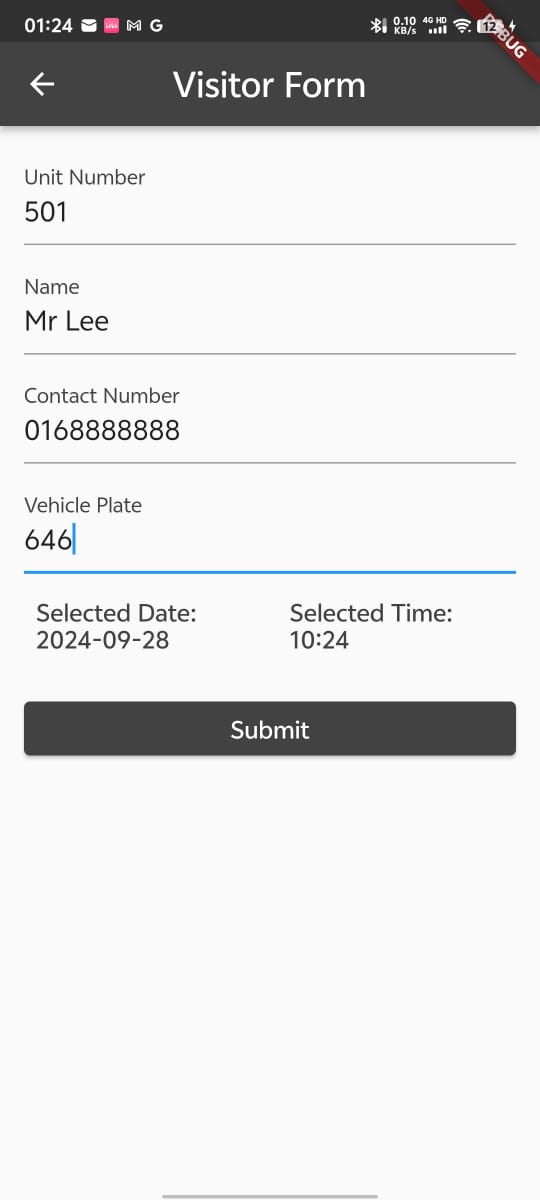 01:24
0.10 KB/s
4G HD
12
DEBUG
Visitor Form
Unit Number
501
Name
Mr Lee
Contact Number
0168888888
Vehicle Plate
646
Selected Date: Selected Time:
2024-09-28 10:24
Submit